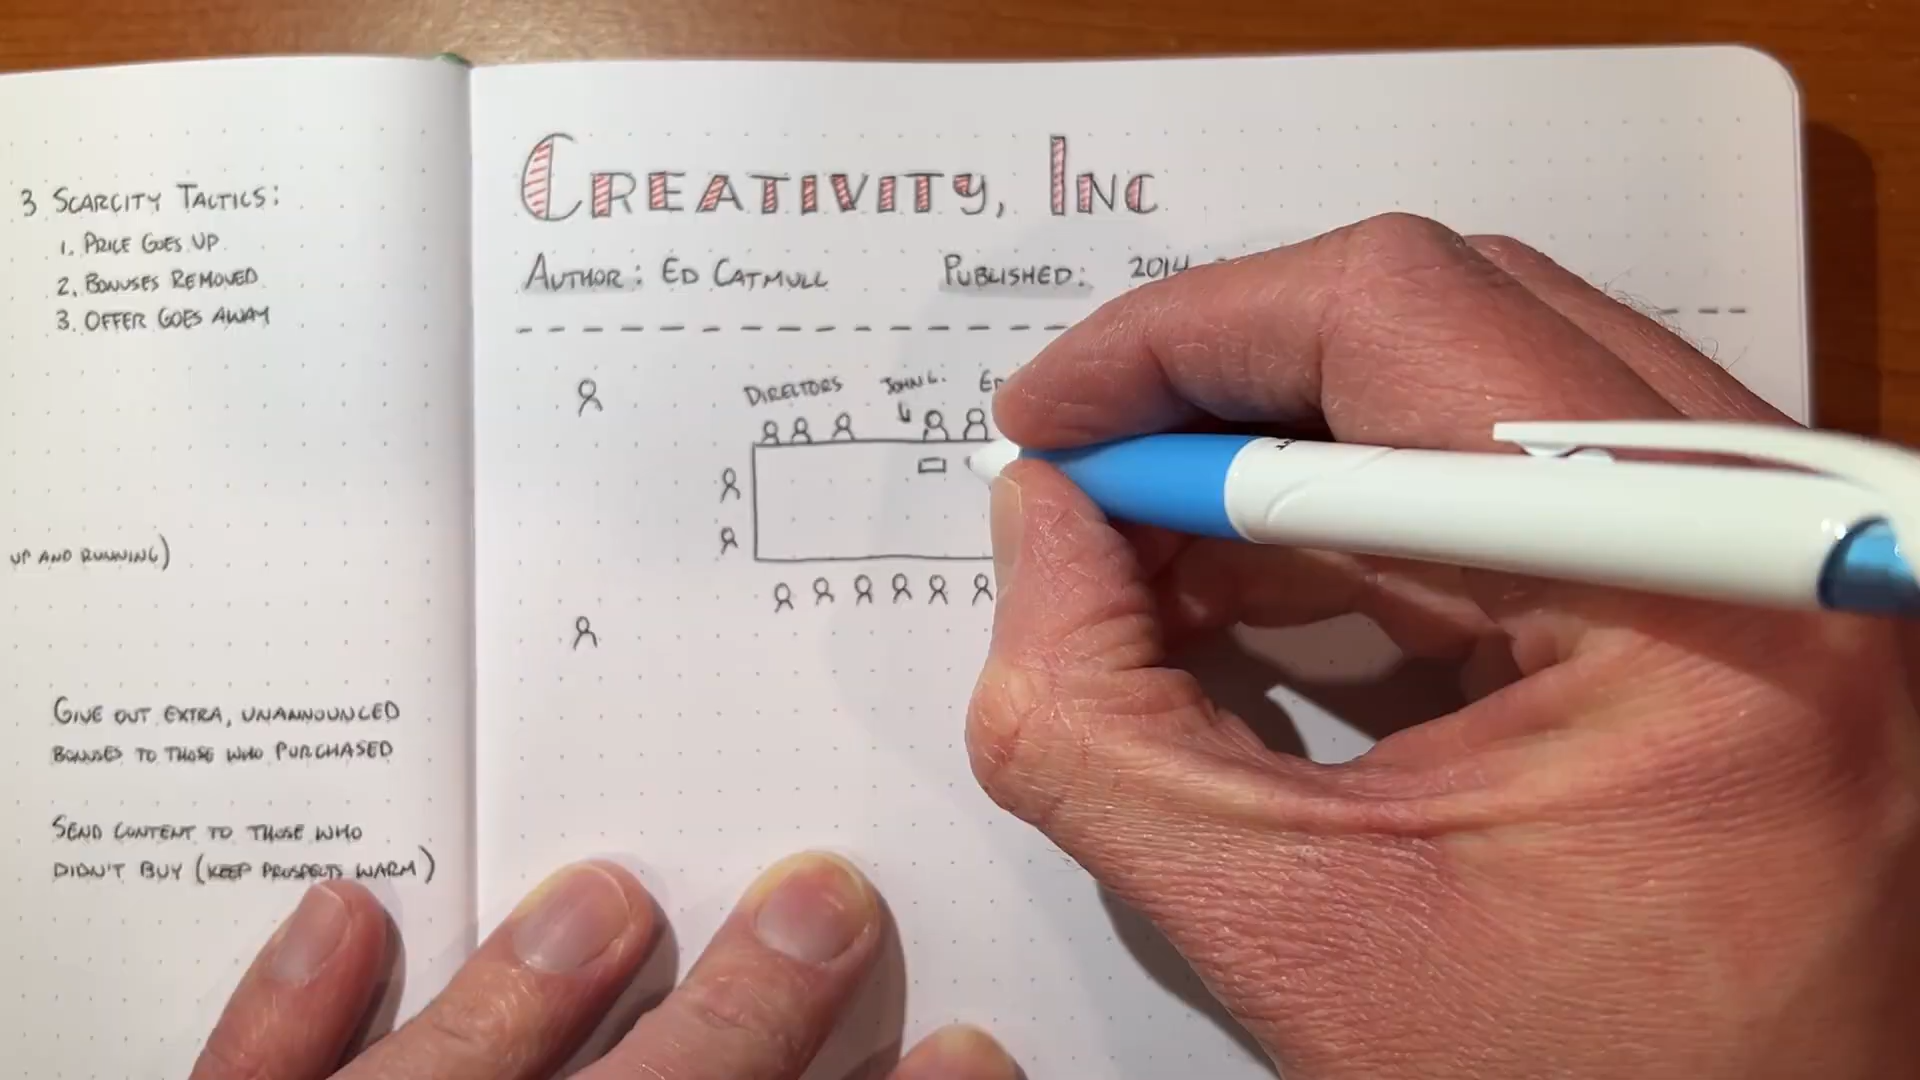 3 SCARCITY TACTICS:
1. PRICE GOES UP
2. BONUSES REMOVED
3. OFFER GOES AWAY
UP AND RUNNING)
GIVE OUT EXTRA, UNANNOUNCED
BONUSES TO THOSE WHO PURCHASED
SEND CONTENT TO THOSE WHO
DIDN'T BUY (KEEP PROSPECTS WARM)
CREATIVITY, INC
AUTHOR: ED CATMULL PUBLISHED: 2014
DIRECTORS JOHN L. ED